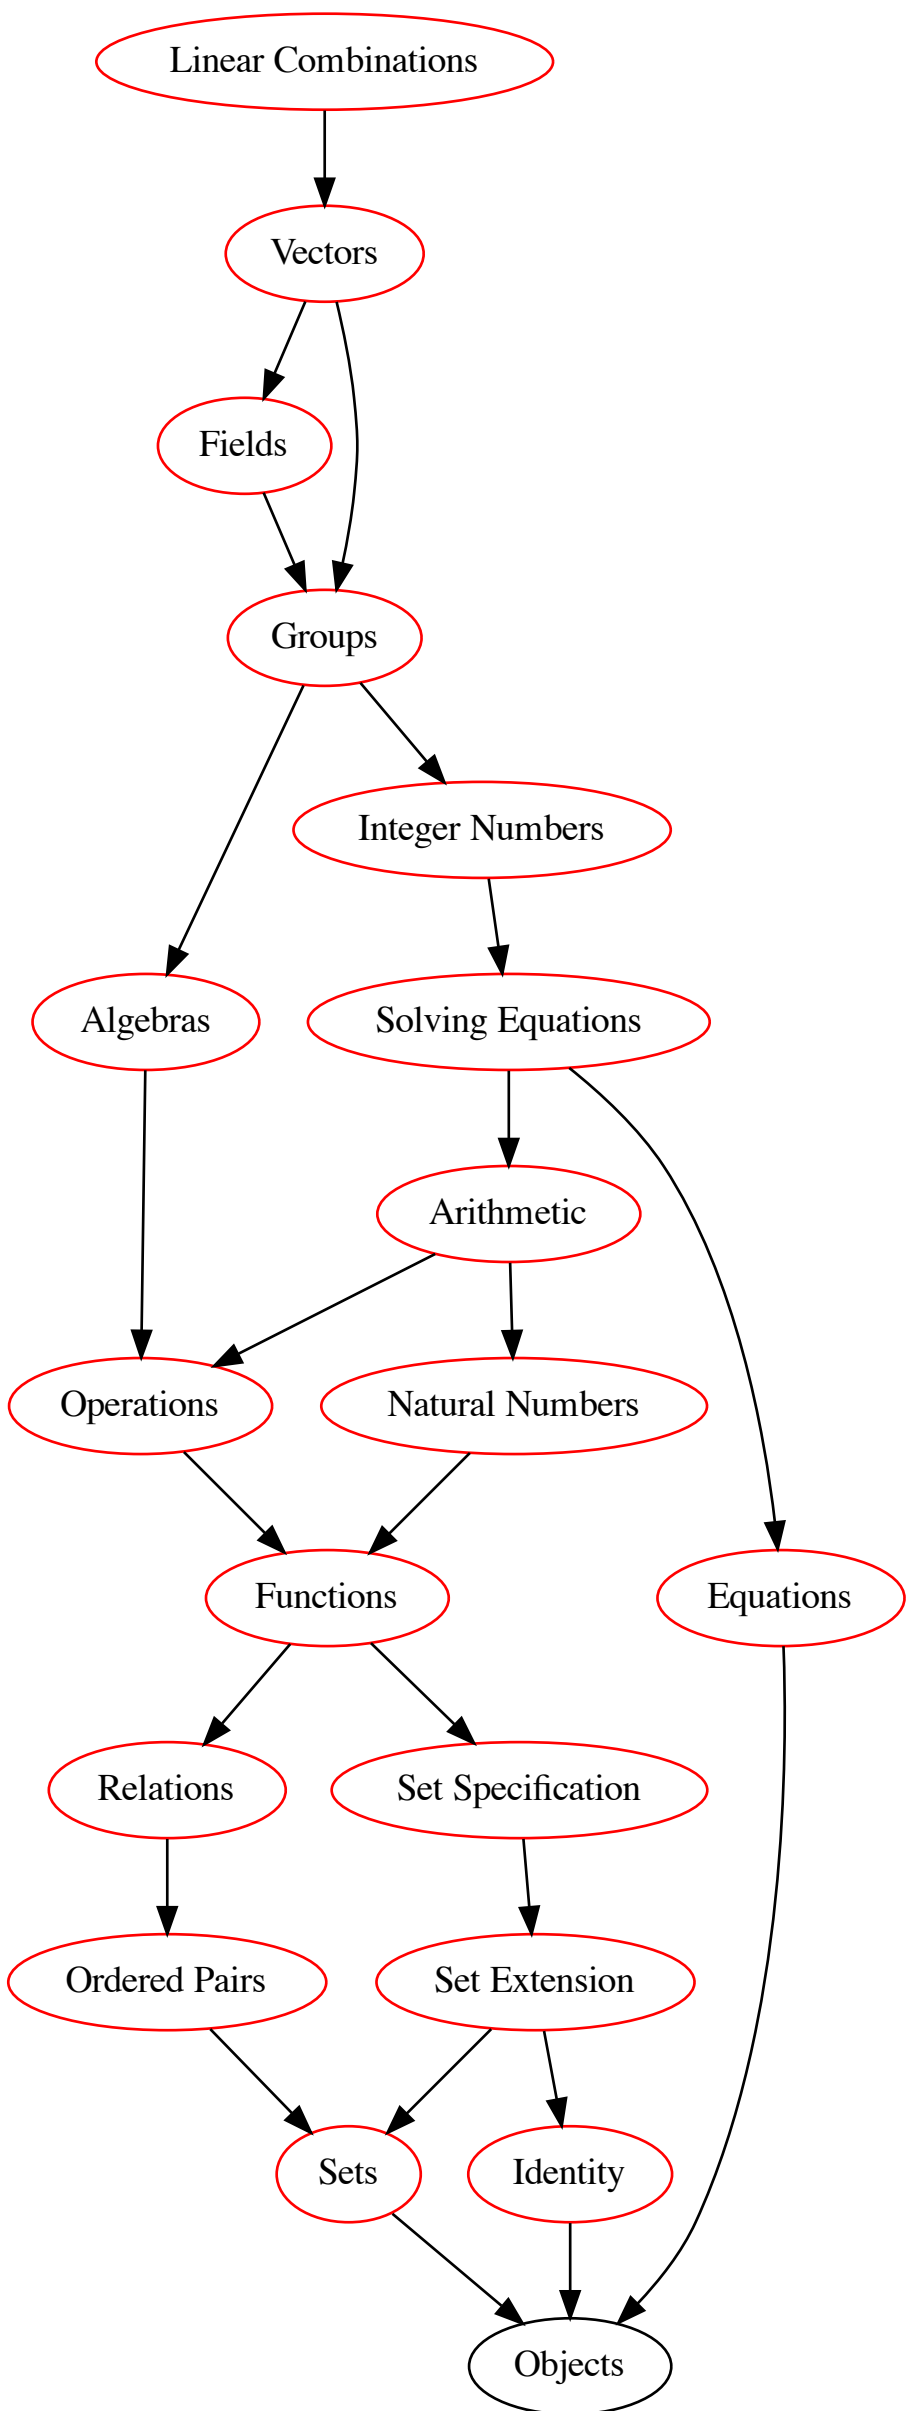 Linear Combinations
Vectors
Fields
Groups
Integer Numbers
Algebras
Solving Equations
Arithmetic
Operations
Natural Numbers
Functions
Equations
Relations
Set Specification
Ordered Pairs
Set Extension
Sets
Identity
Objects